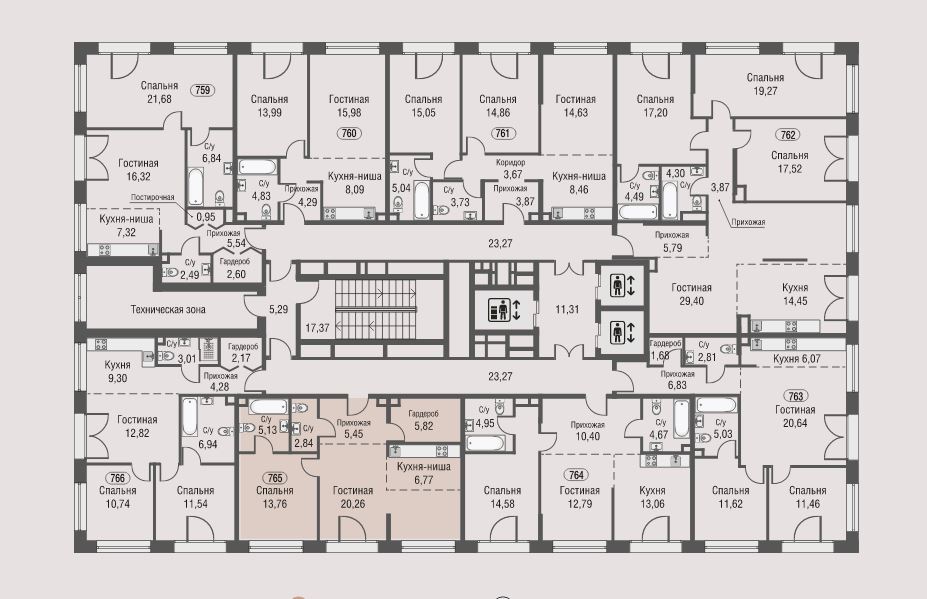 Спальня
21,68
759
Спальня
13,99
Гостиная
15,98
760
Спальня
15,05
Спальня
14,86
761
Гостиная
14,63
Спальня
17,20
Спальня
19,27
762
Спальня
17,52
Гостиная
16,32
С/у
6,84
Постирочная
0,95
Кухня-ниша
7,32
Прихожая
5,54
С/у
2,49
Гардероб
2,60
С/у
4,83
Прихожая
4,29
Кухня-ниша
8,09
С/у
5,04
С/у
3,73
Коридор
3,67
Прихожая
3,87
Кухня-ниша
8,46
С/у
4,49
4,30
С/у
3,87
Прихожая
23,27
Прихожая
5,79
Гостиная
29,40
Кухня
14,45
Техническая зона
5,29
17,37
11,31
Кухня
9,30
С/у
3,01
Гардероб
2,17
Прихожая
4,28
23,27
Гардероб
1,68
С/у
2,81
Прихожая
6,83
Кухня 6,07
763
Гостиная
20,64
Гостиная
12,82
С/у
6,94
С/у
5,13
С/у
2,84
Прихожая
5,45
Гардероб
5,82
Кухня-ниша
6,77
С/у
4,95
Прихожая
10,40
С/у
4,67
С/у
5,03
766
Спальня
10,74
Спальня
11,54
765
Спальня
13,76
Гостиная
20,26
Спальня
14,58
764
Гостиная
12,79
Кухня
13,06
Спальня
11,62
Спальня
11,46